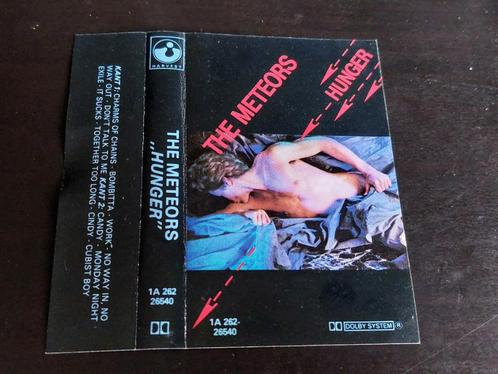 KANT 1: CHARMS OF CHAINS - BOMBITTA - WORK - NO WAY IN, NO
WAY OUT - DON'T TALK TO ME KANT 2: CANDY - MONDAY NIGHT
EXILE - IT SUCKS - TOGETHER TOO LONG - CINDY - CUBIST BOY
HARVEST
THE METEORS
„HUNGER”
1A 262
26540
THE METEORS
HUNGER
1A 262-
26540
DOLBY SYSTEM ®